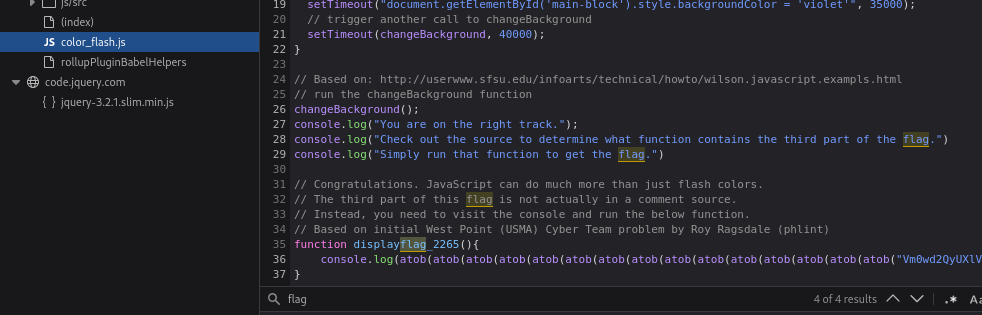 js/src
(index)
JS color_flash.js
rollupPluginBabelHelpers
code.jquery.com
{ } jquery-3.2.1.slim.min.js
19 setTimeout("document.getElementById('main-block').style.backgroundColor = 'violet'", 35000);
20 // trigger another call to changeBackground
21 setTimeout(changeBackground, 40000);
22 }
23
24 // Based on: http://userwww.sfsu.edu/infoarts/technical/howto/wilson.javascript.exampls.html
25 // run the changeBackground function
26 changeBackground();
27 console.log("You are on the right track.");
28 console.log("Check out the source to determine what function contains the third part of the flag.")
29 console.log("Simply run that function to get the flag.")
30
31 // Congratulations. JavaScript can do much more than just flash colors.
32 // The third part of this flag is not actually in a comment source.
33 // Instead, you need to visit the console and run the below function.
34 // Based on initial West Point (USMA) Cyber Team problem by Roy Ragsdale (phlint)
35 function displayflag_2265(){
36 console.log(atob(atob(atob(atob(atob(atob(atob(atob(atob(atob(atob(atob(atob(atob(atob("Vm0wd2QyUXlV
37 }
flag
4 of 4 results
.*
Aa